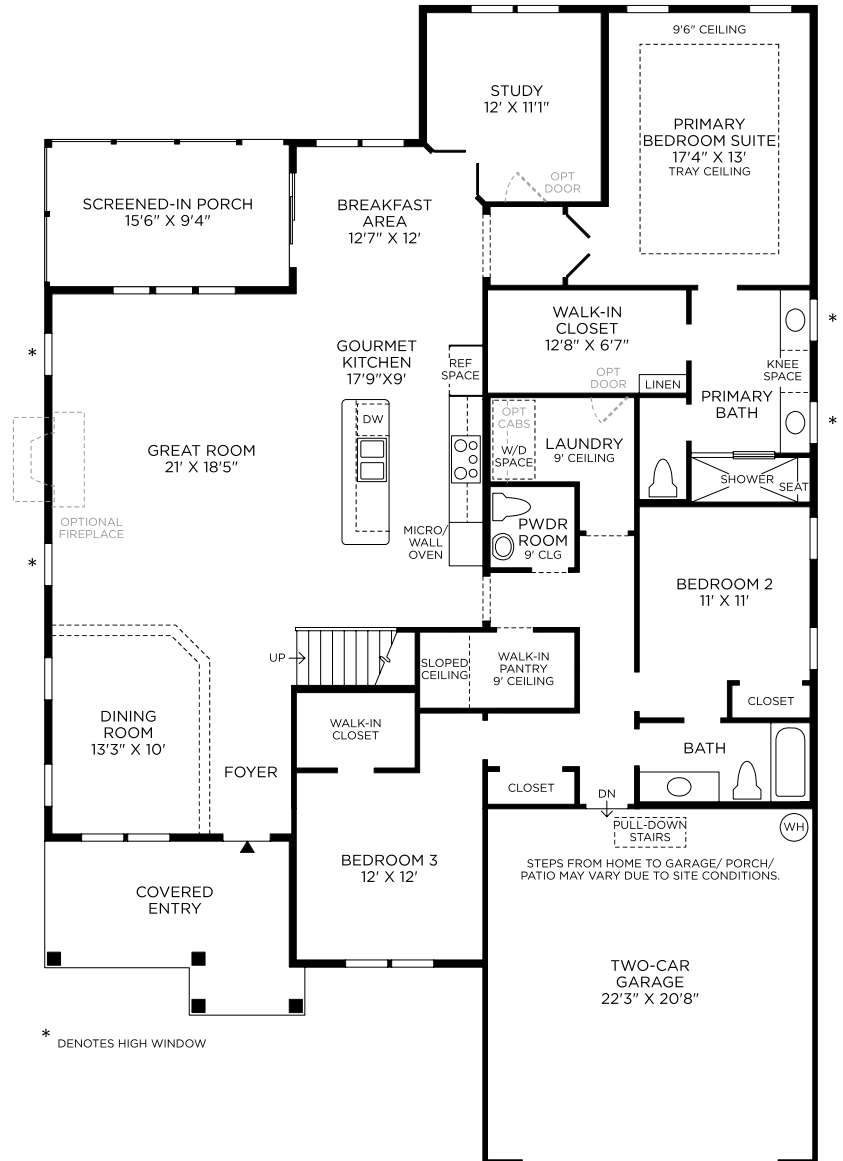 9'6" CEILING
STUDY
12' X 11'1"
PRIMARY
BEDROOM SUITE
17'4" X 13'
TRAY CEILING
OPT
DOOR
SCREENED-IN PORCH
15'6" X 9'4"
BREAKFAST
AREA
12'7" X 12'
WALK-IN
CLOSET
12'8" X 6'7"
*
*
GOURMET
KITCHEN
17'9"X9'
REF
SPACE
OPT
DOOR
LINEN
KNEE
SPACE
PRIMARY
BATH
*
DW
OPT
CABS
W/D
SPACE
LAUNDRY
9' CEILING
GREAT ROOM
21' X 18'5"
SHOWER
SEAT
OPTIONAL
FIREPLACE
MICRO/
WALL
OVEN
PWDR
ROOM
9' CLG
*
BEDROOM 2
11' X 11'
UP
SLOPED
CEILING
WALK-IN
PANTRY
9' CEILING
CLOSET
DINING
ROOM
13'3" X 10'
WALK-IN
CLOSET
BATH
FOYER
CLOSET
DN
PULL-DOWN
STAIRS
WH
BEDROOM 3
12' X 12'
STEPS FROM HOME TO GARAGE/ PORCH/
PATIO MAY VARY DUE TO SITE CONDITIONS.
COVERED
ENTRY
TWO-CAR
GARAGE
22'3" X 20'8"
* DENOTES HIGH WINDOW